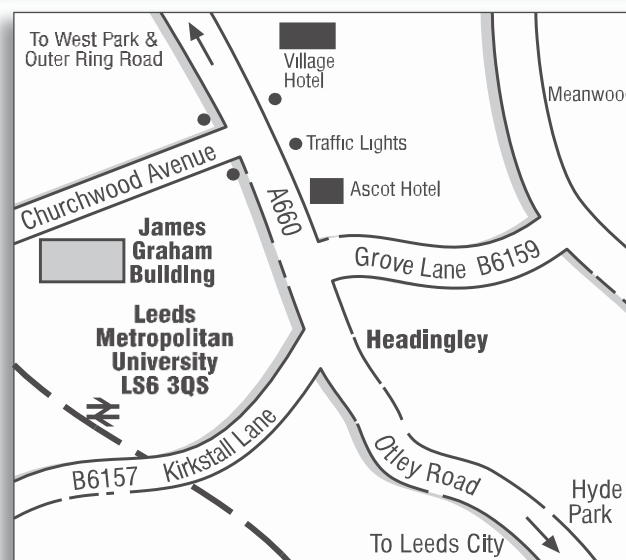 To West Park &
Outer Ring Road
Village
Hotel
Meanwoo
Traffic Lights
Churchwood Avenue
Ascot Hotel
A660
James
Graham
Building
Grove Lane B6159
Leeds
Metropolitan
University
LS6 3QS
Headingley
B6157 Kirkstall Lane
Otley Road
Hyde
Park
To Leeds City